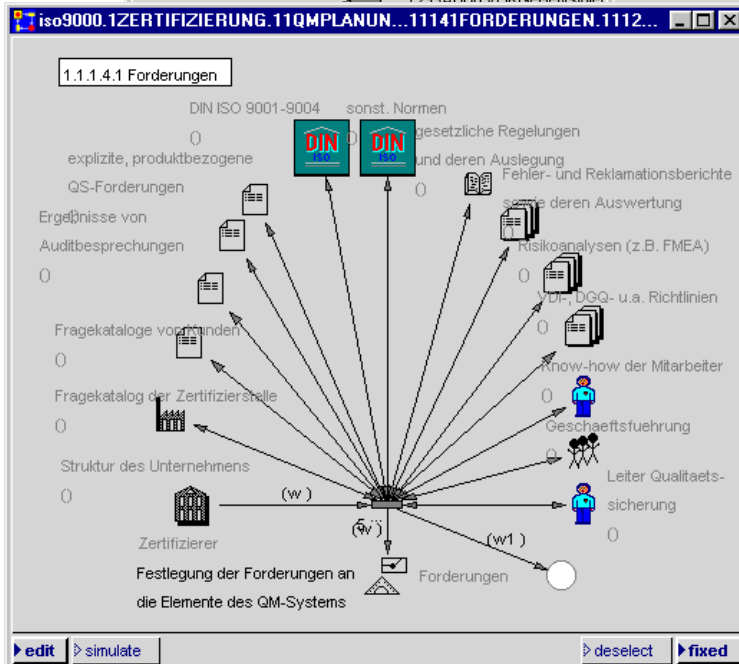 iso9000.1ZERTIFIZIERUNG.11QMPLANUN...11141FORDERUNGEN.1112...
1.1.1.4.1 Forderungen
DIN ISO 9001-9004
sonst. Normen
()
()
DIN
ISO
DIN
ISO
gesetzliche Regelungen
und deren Auslegung
()
explizite, produktbezogene
QS-Forderungen
()
Fehler- und Reklamationsberichte
sowie deren Auswertung
()
Ergebnisse von
Auditbesprechungen
()
Risikoanalysen (z.B. FMEA)
()
VDI-, DGQ- u.a. Richtlinien
()
Fragekataloge von Kunden
()
Know-how der Mitarbeiter
()
Fragekatalog der Zertifizierstelle
()
Geschaeftsfuehrung
()
Struktur des Unternehmens
()
Leiter Qualitaets-
sicherung
()
(w )
(w )
(w1 )
Zertifizierer
Festlegung der Forderungen an
die Elemente des QM-Systems
Forderungen
edit
simulate
deselect
fixed